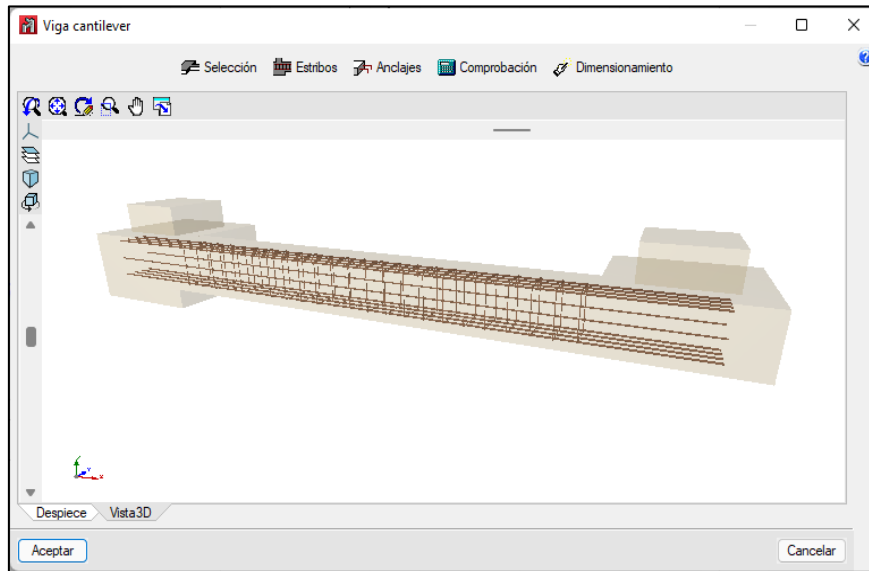 Viga cantilever
Selección Estribos Anclajes Comprobación Dimensionamiento
Despiece Vista3D
Aceptar Cancelar